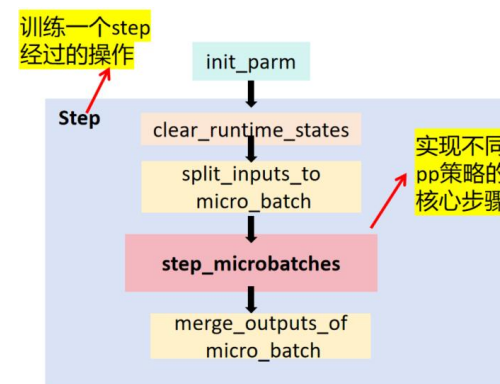 训练一个step
经过的操作
init_parm
Step
clear_runtime_states
split_inputs_to
micro_batch
实现不同
pp策略的
核心步骤
step_microbatches
merge_outputs_of
micro_batch